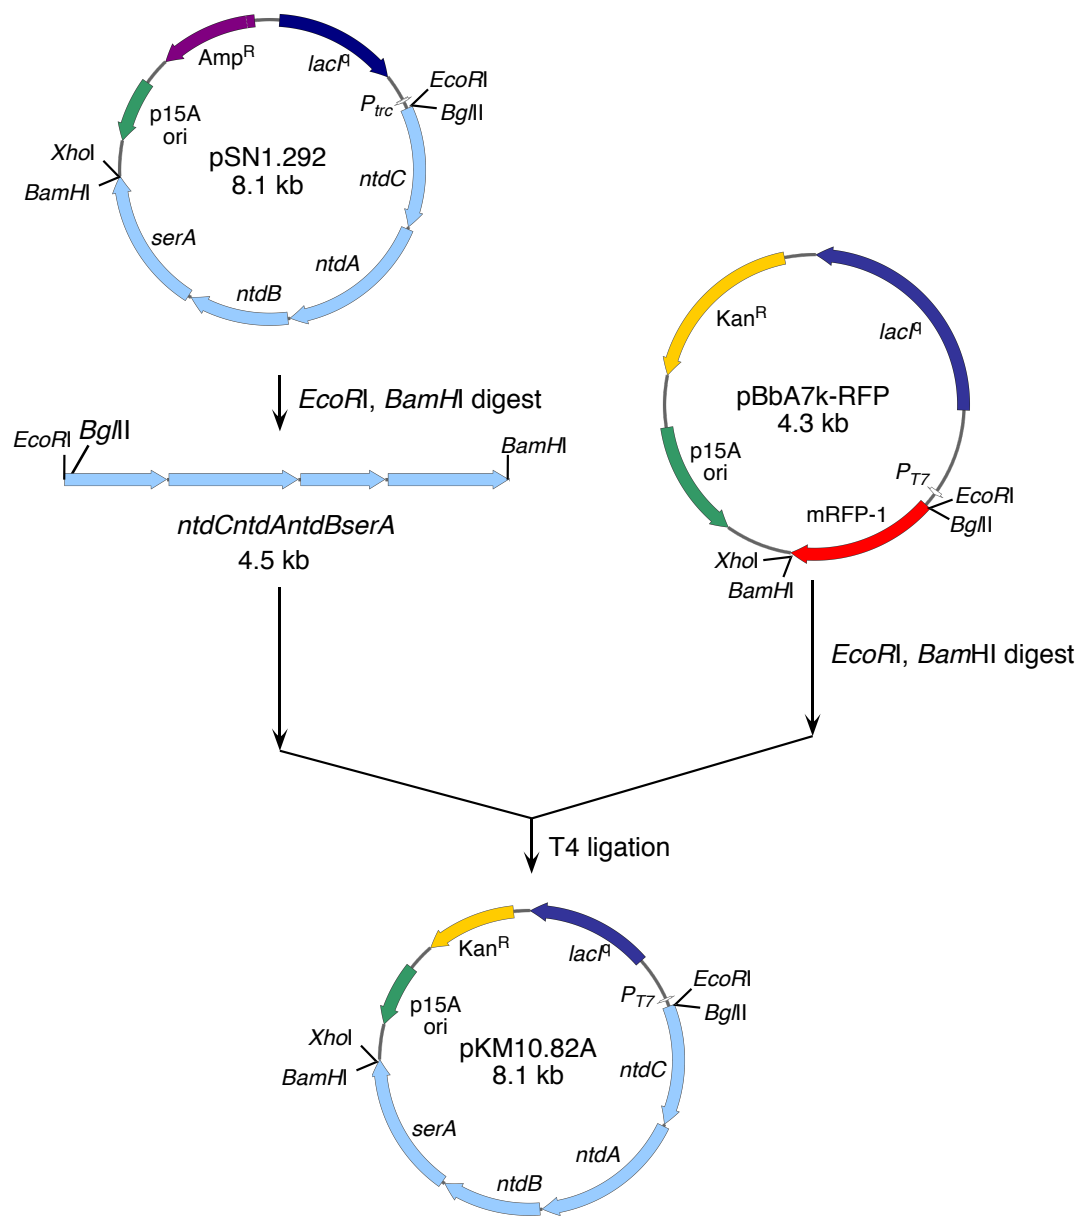 Amp^R
lacI^q
EcoRI
P_trc
BglII
p15A
ori
XhoI
pSN1.292
8.1 kb
ntdC
BamHI
serA
ntdA
ntdB
EcoRI, BamHI digest
EcoRI
BglII
BamHI
ntdCntdAntdBserA
4.5 kb
Kan^R
lacI^q
pBbA7k-RFP
4.3 kb
p15A
ori
P_T7
EcoRI
mRFP-1
BglII
XhoI
BamHI
EcoRI, BamHI digest
T4 ligation
Kan^R
lacI^q
EcoRI
P_T7
BglII
p15A
ori
XhoI
pKM10.82A
8.1 kb
ntdC
BamHI
serA
ntdA
ntdB